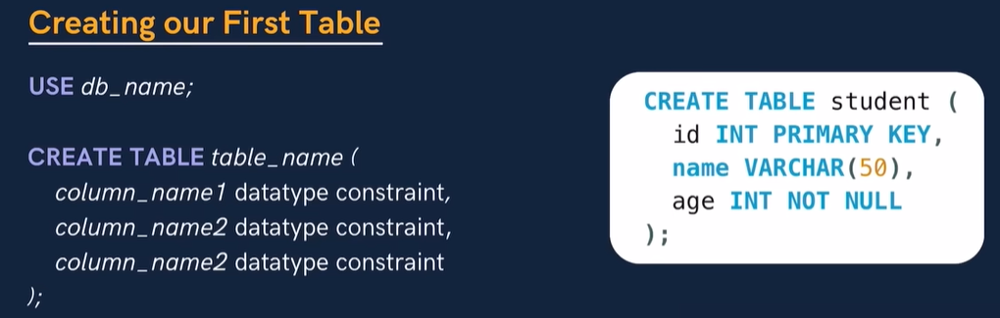 Creating our First Table
USE db_name;
CREATE TABLE table_name (
column_name1 datatype constraint,
column_name2 datatype constraint,
column_name2 datatype constraint
);
CREATE TABLE student (
id INT PRIMARY KEY,
name VARCHAR(50),
age INT NOT NULL
);